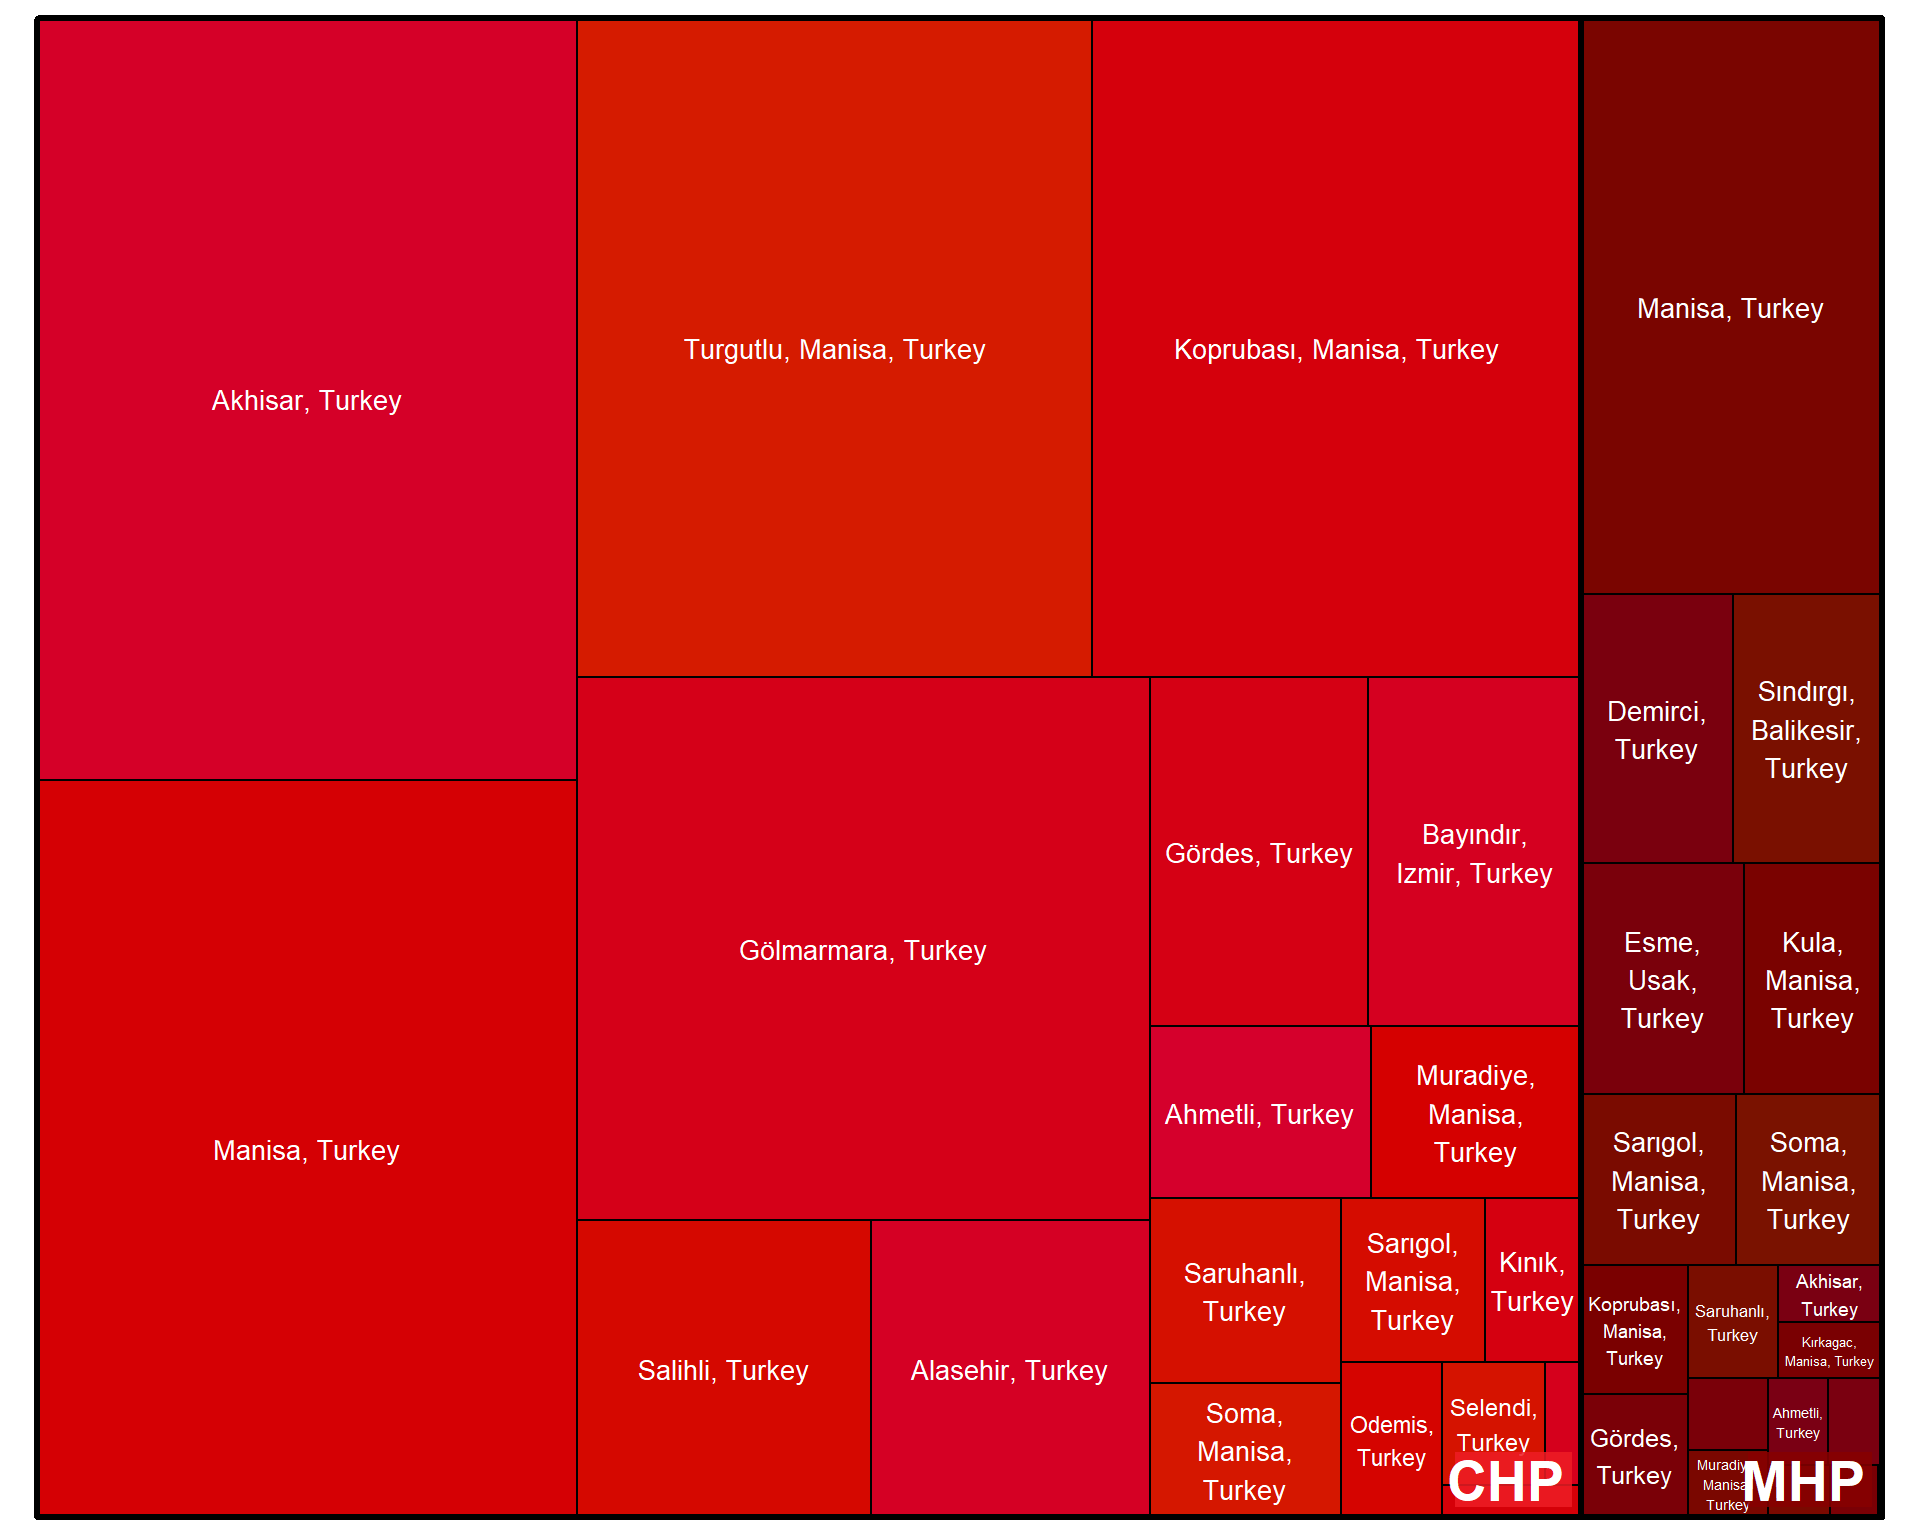 Akhisar, Turkey
Turgutlu, Manisa, Turkey
Koprubası, Manisa, Turkey
Manisa, Turkey
Gölmarmara, Turkey
Salihli, Turkey
Alasehir, Turkey
Gördes, Turkey
Bayındır,
Izmir, Turkey
Ahmetli, Turkey
Muradiye,
Manisa,
Turkey
Saruhanlı,
Turkey
Sarıgol,
Manisa,
Turkey
Kınık,
Turkey
Soma,
Manisa,
Turkey
Odemis,
Turkey
Selendi,
Turkey
CHP
Manisa, Turkey
Demirci,
Turkey
Sındırgı,
Balikesir,
Turkey
Esme,
Usak,
Turkey
Kula,
Manisa,
Turkey
Sarıgol,
Manisa,
Turkey
Soma,
Manisa,
Turkey
Koprubası,
Manisa,
Turkey
Saruhanlı,
Turkey
Akhisar,
Turkey
Kırkagac,
Manisa, Turkey
Gördes,
Turkey
Ahmetli,
Turkey
Muradiy
Manisa
Turkey
MHP